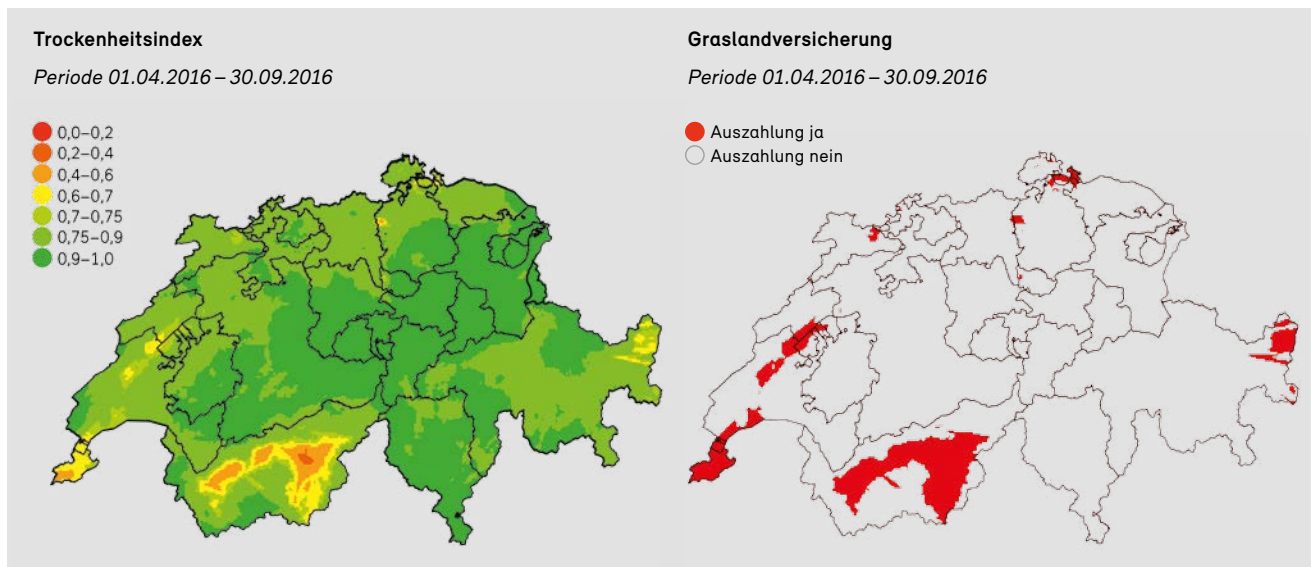 Trockenheitsindex
Periode 01.04.2016 – 30.09.2016
0,0–0,2
0,2–0,4
0,4–0,6
0,6–0,7
0,7–0,75
0,75–0,9
0,9–1,0
Graslandversicherung
Periode 01.04.2016 – 30.09.2016
Auszahlung ja
Auszahlung nein